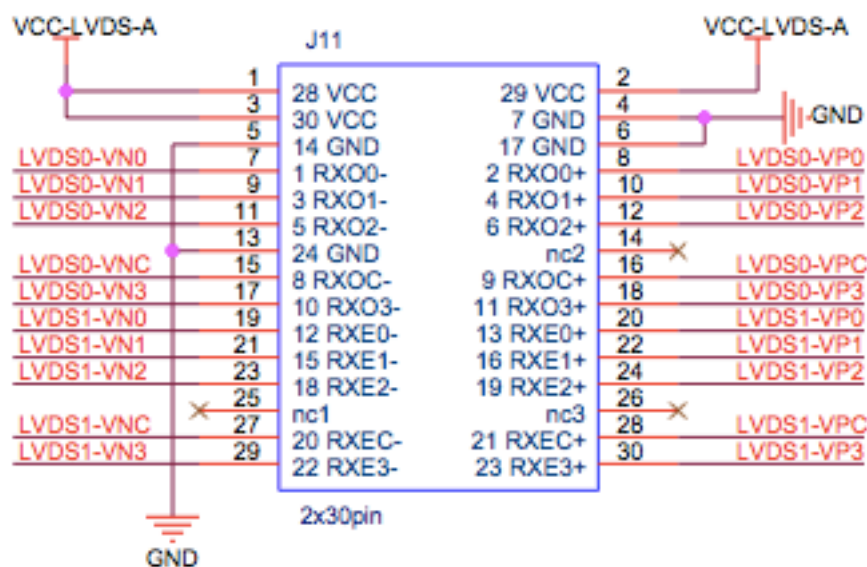 VCC-LVDS-A VCC-LVDS-A
J11
1 28 VCC 29 VCC 2
3 30 VCC 7 GND 4 GND
5 14 GND 17 GND 6
LVDS0-VN0 7 1 RXO0- 2 RXO0+ 8 LVDS0-VP0
LVDS0-VN1 9 3 RXO1- 4 RXO1+ 10 LVDS0-VP1
LVDS0-VN2 11 5 RXO2- 6 RXO2+ 12 LVDS0-VP2
13 24 GND nc2 14
LVDS0-VNC 15 8 RXOC- 9 RXOC+ 16 LVDS0-VPC
LVDS0-VN3 17 10 RXO3- 11 RXO3+ 18 LVDS0-VP3
LVDS1-VN0 19 12 RXE0- 13 RXE0+ 20 LVDS1-VP0
LVDS1-VN1 21 15 RXE1- 16 RXE1+ 22 LVDS1-VP1
LVDS1-VN2 23 18 RXE2- 19 RXE2+ 24 LVDS1-VP2
25 nc1 nc3 26
LVDS1-VNC 27 20 RXEC- 21 RXEC+ 28 LVDS1-VPC
LVDS1-VN3 29 22 RXE3- 23 RXE3+ 30 LVDS1-VP3
2x30pin
GND